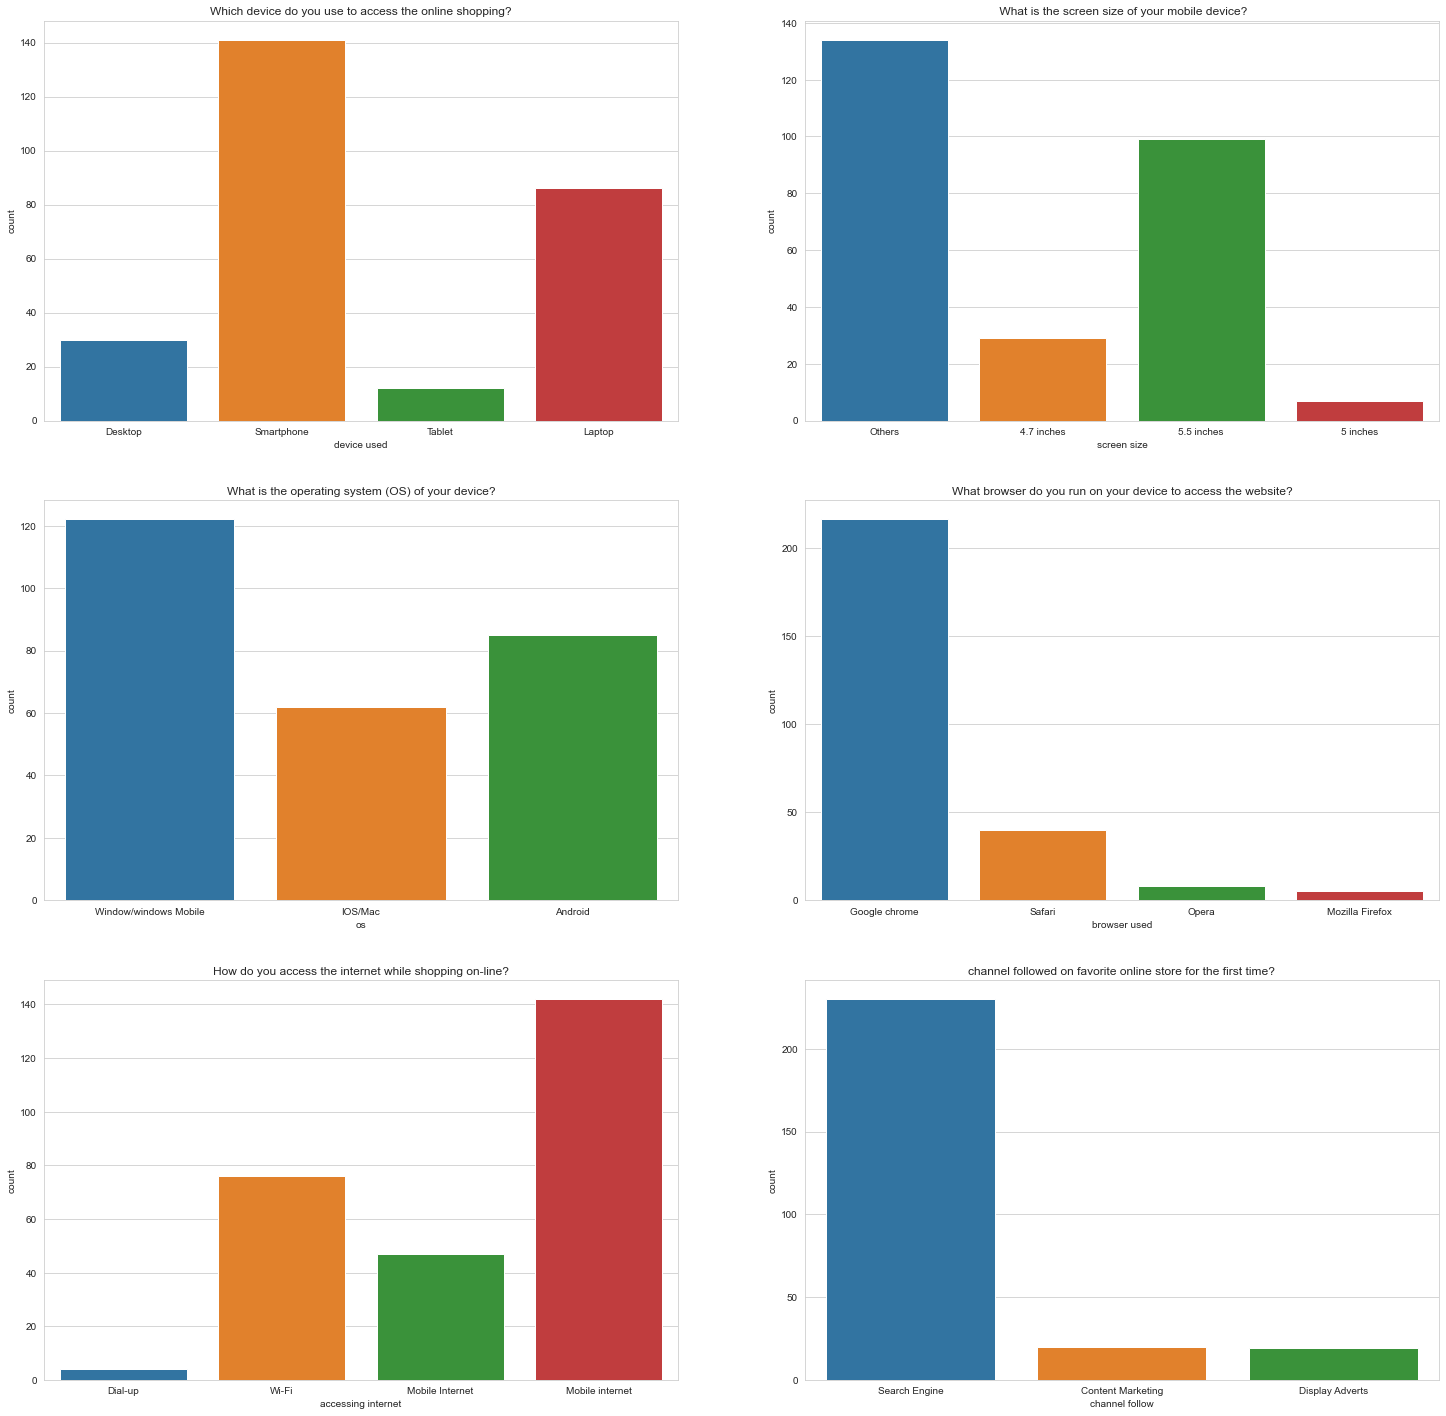 Which device do you use to access the online shopping?
140
120
100
80
60
40
20
0
count
Desktop Smartphone Tablet Laptop
device used
What is the screen size of your mobile device?
140
120
100
80
60
40
20
0
count
Others 4.7 inches 5.5 inches 5 inches
screen size
What is the operating system (OS) of your device?
120
100
80
60
40
20
0
count
Window/windows Mobile IOS/Mac Android
os
What browser do you run on your device to access the website?
200
150
100
50
0
count
Google chrome Safari Opera Mozilla Firefox
browser used
How do you access the internet while shopping on-line?
140
120
100
80
60
40
20
0
count
Dial-up Wi-Fi Mobile Internet Mobile internet
accessing internet
channel followed on favorite online store for the first time?
200
150
100
50
0
count
Search Engine Content Marketing Display Adverts
channel follow